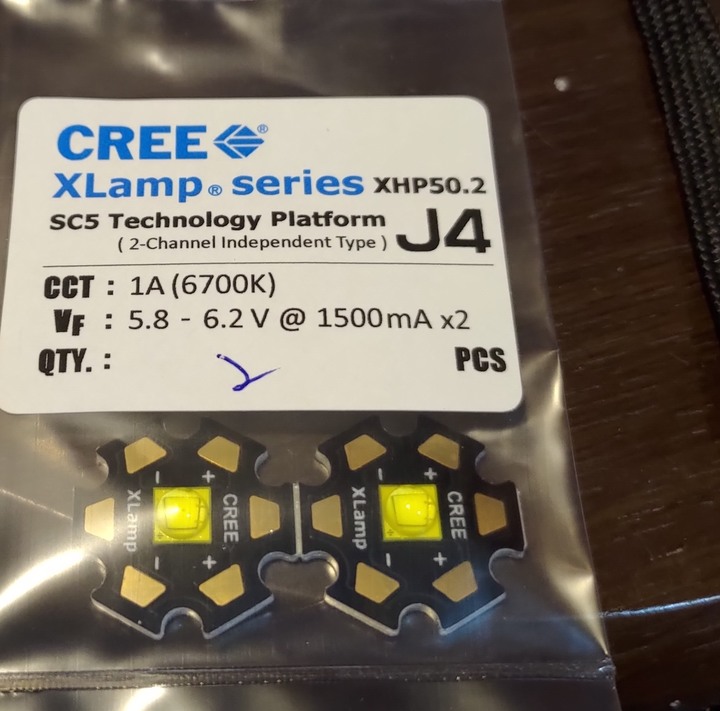 CREE ®
XLamp® series XHP50.2
SC5 Technology Platform J4
( 2-Channel Independent Type )
CCT : 1A (6700K)
VF : 5.8 - 6.2 V @ 1500mA x2
QTY. : 2 PCS
- +
XLamp CREE
- +
- +
XLamp CREE
- +